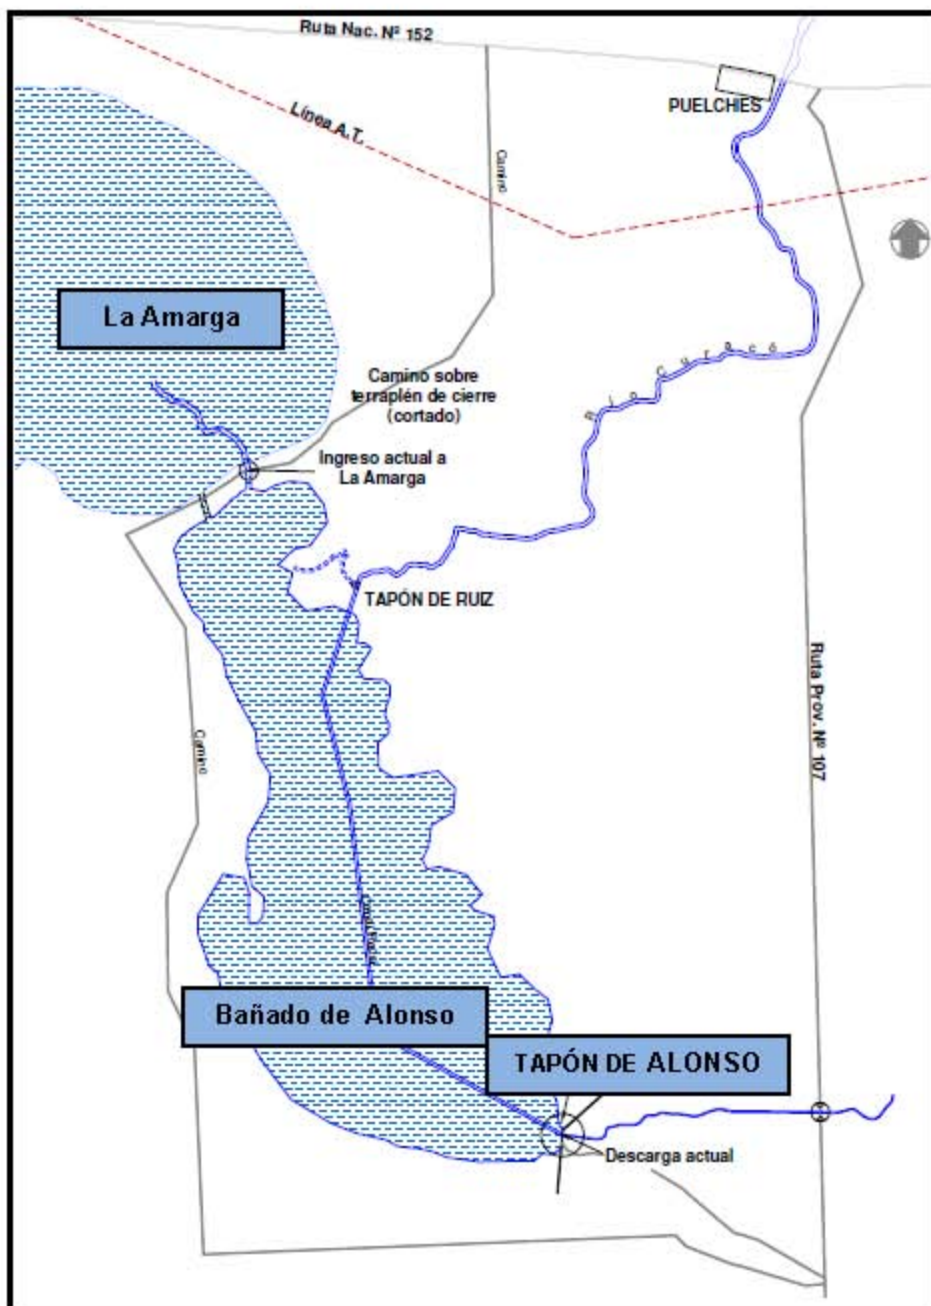 Ruta Nac. Nº 152
PUELCHES
Línea A.T.
Camino
La Amarga
Río Curacó
Camino sobre
terraplén de cierre
(cortado)
Ingreso actual a
La Amarga
TAPÓN DE RUIZ
Ruta Prov. Nº 107
Camino
Bañado de Alonso
TAPÓN DE ALONSO
Descarga actual